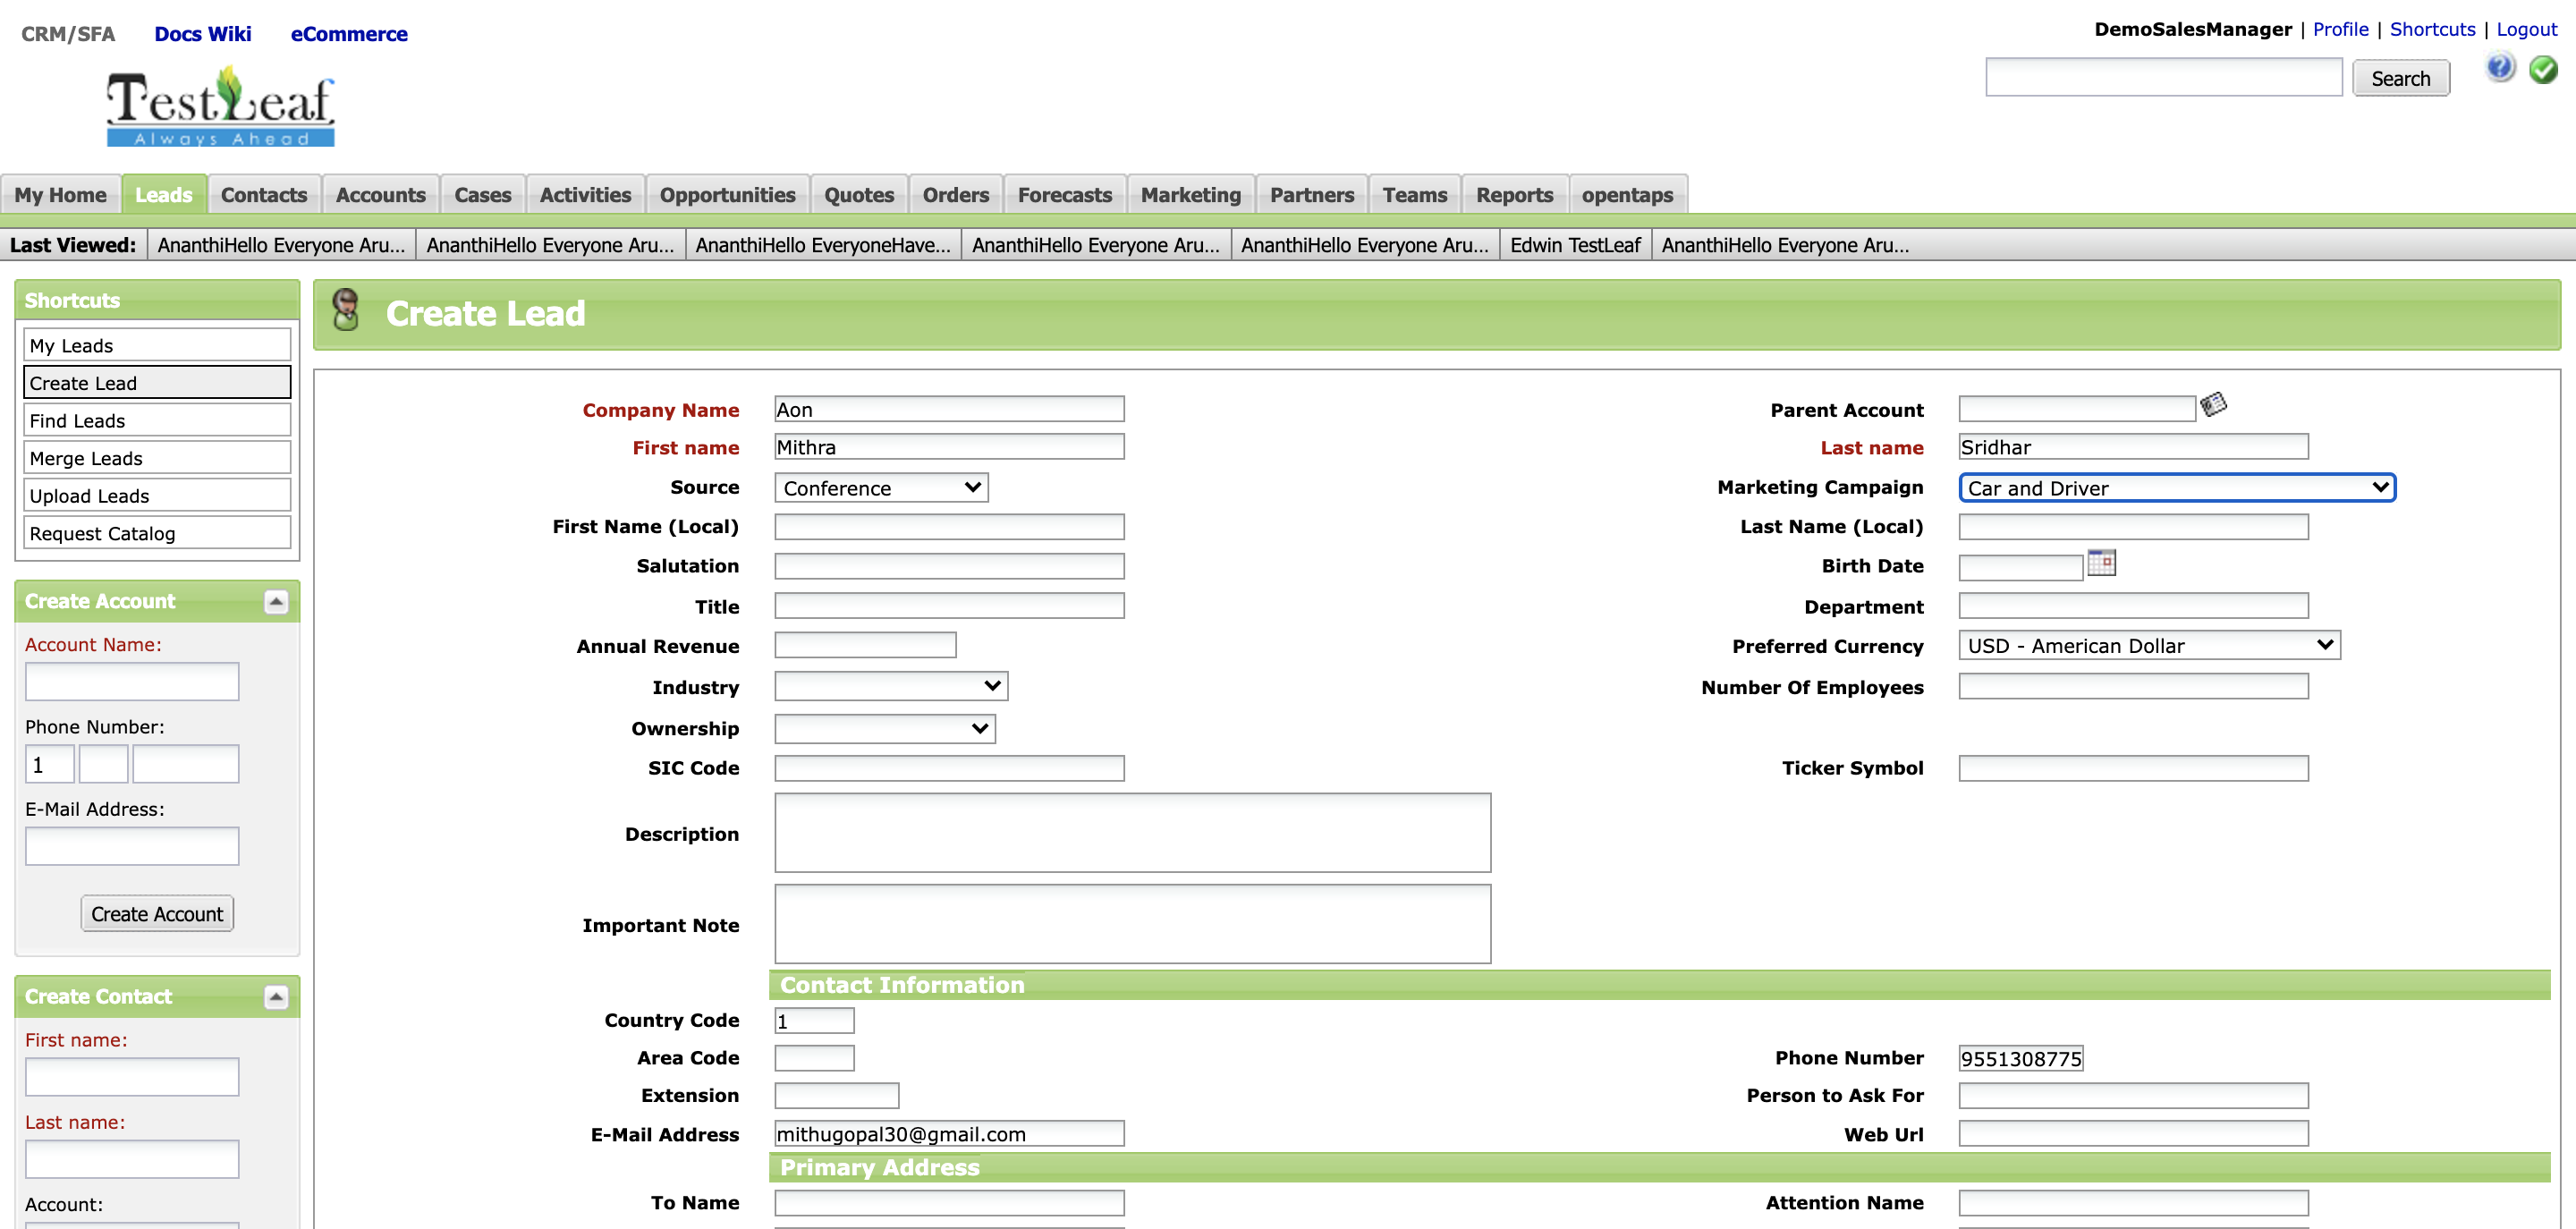 CRM/SFA Docs Wiki eCommerce
DemoSalesManager | Profile | Shortcuts | Logout
TestLeaf
Always Ahead
Search
?
My Home Leads Contacts Accounts Cases Activities Opportunities Quotes Orders Forecasts Marketing Partners Teams Reports opentaps
Last Viewed: AnanthiHello Everyone Aru... AnanthiHello Everyone Aru... AnanthiHello EveryoneHave... AnanthiHello Everyone Aru... AnanthiHello Everyone Aru... Edwin TestLeaf AnanthiHello Everyone Aru...
Shortcuts
My Leads
Create Lead
Find Leads
Merge Leads
Upload Leads
Request Catalog
Create Account
Account Name:
Phone Number:
1
E-Mail Address:
Create Account
Create Contact
First name:
Last name:
Account:
Create Lead
Company Name Aon Parent Account
First name Mithra Last name Sridhar
Source Conference Marketing Campaign Car and Driver
First Name (Local) Last Name (Local)
Salutation Birth Date
Title Department
Annual Revenue Preferred Currency USD - American Dollar
Industry Number Of Employees
Ownership
SIC Code Ticker Symbol
Description
Important Note
Contact Information
Country Code 1
Area Code Phone Number 9551308775
Extension Person to Ask For
E-Mail Address mithugopal30@gmail.com Web Url
Primary Address
To Name Attention Name